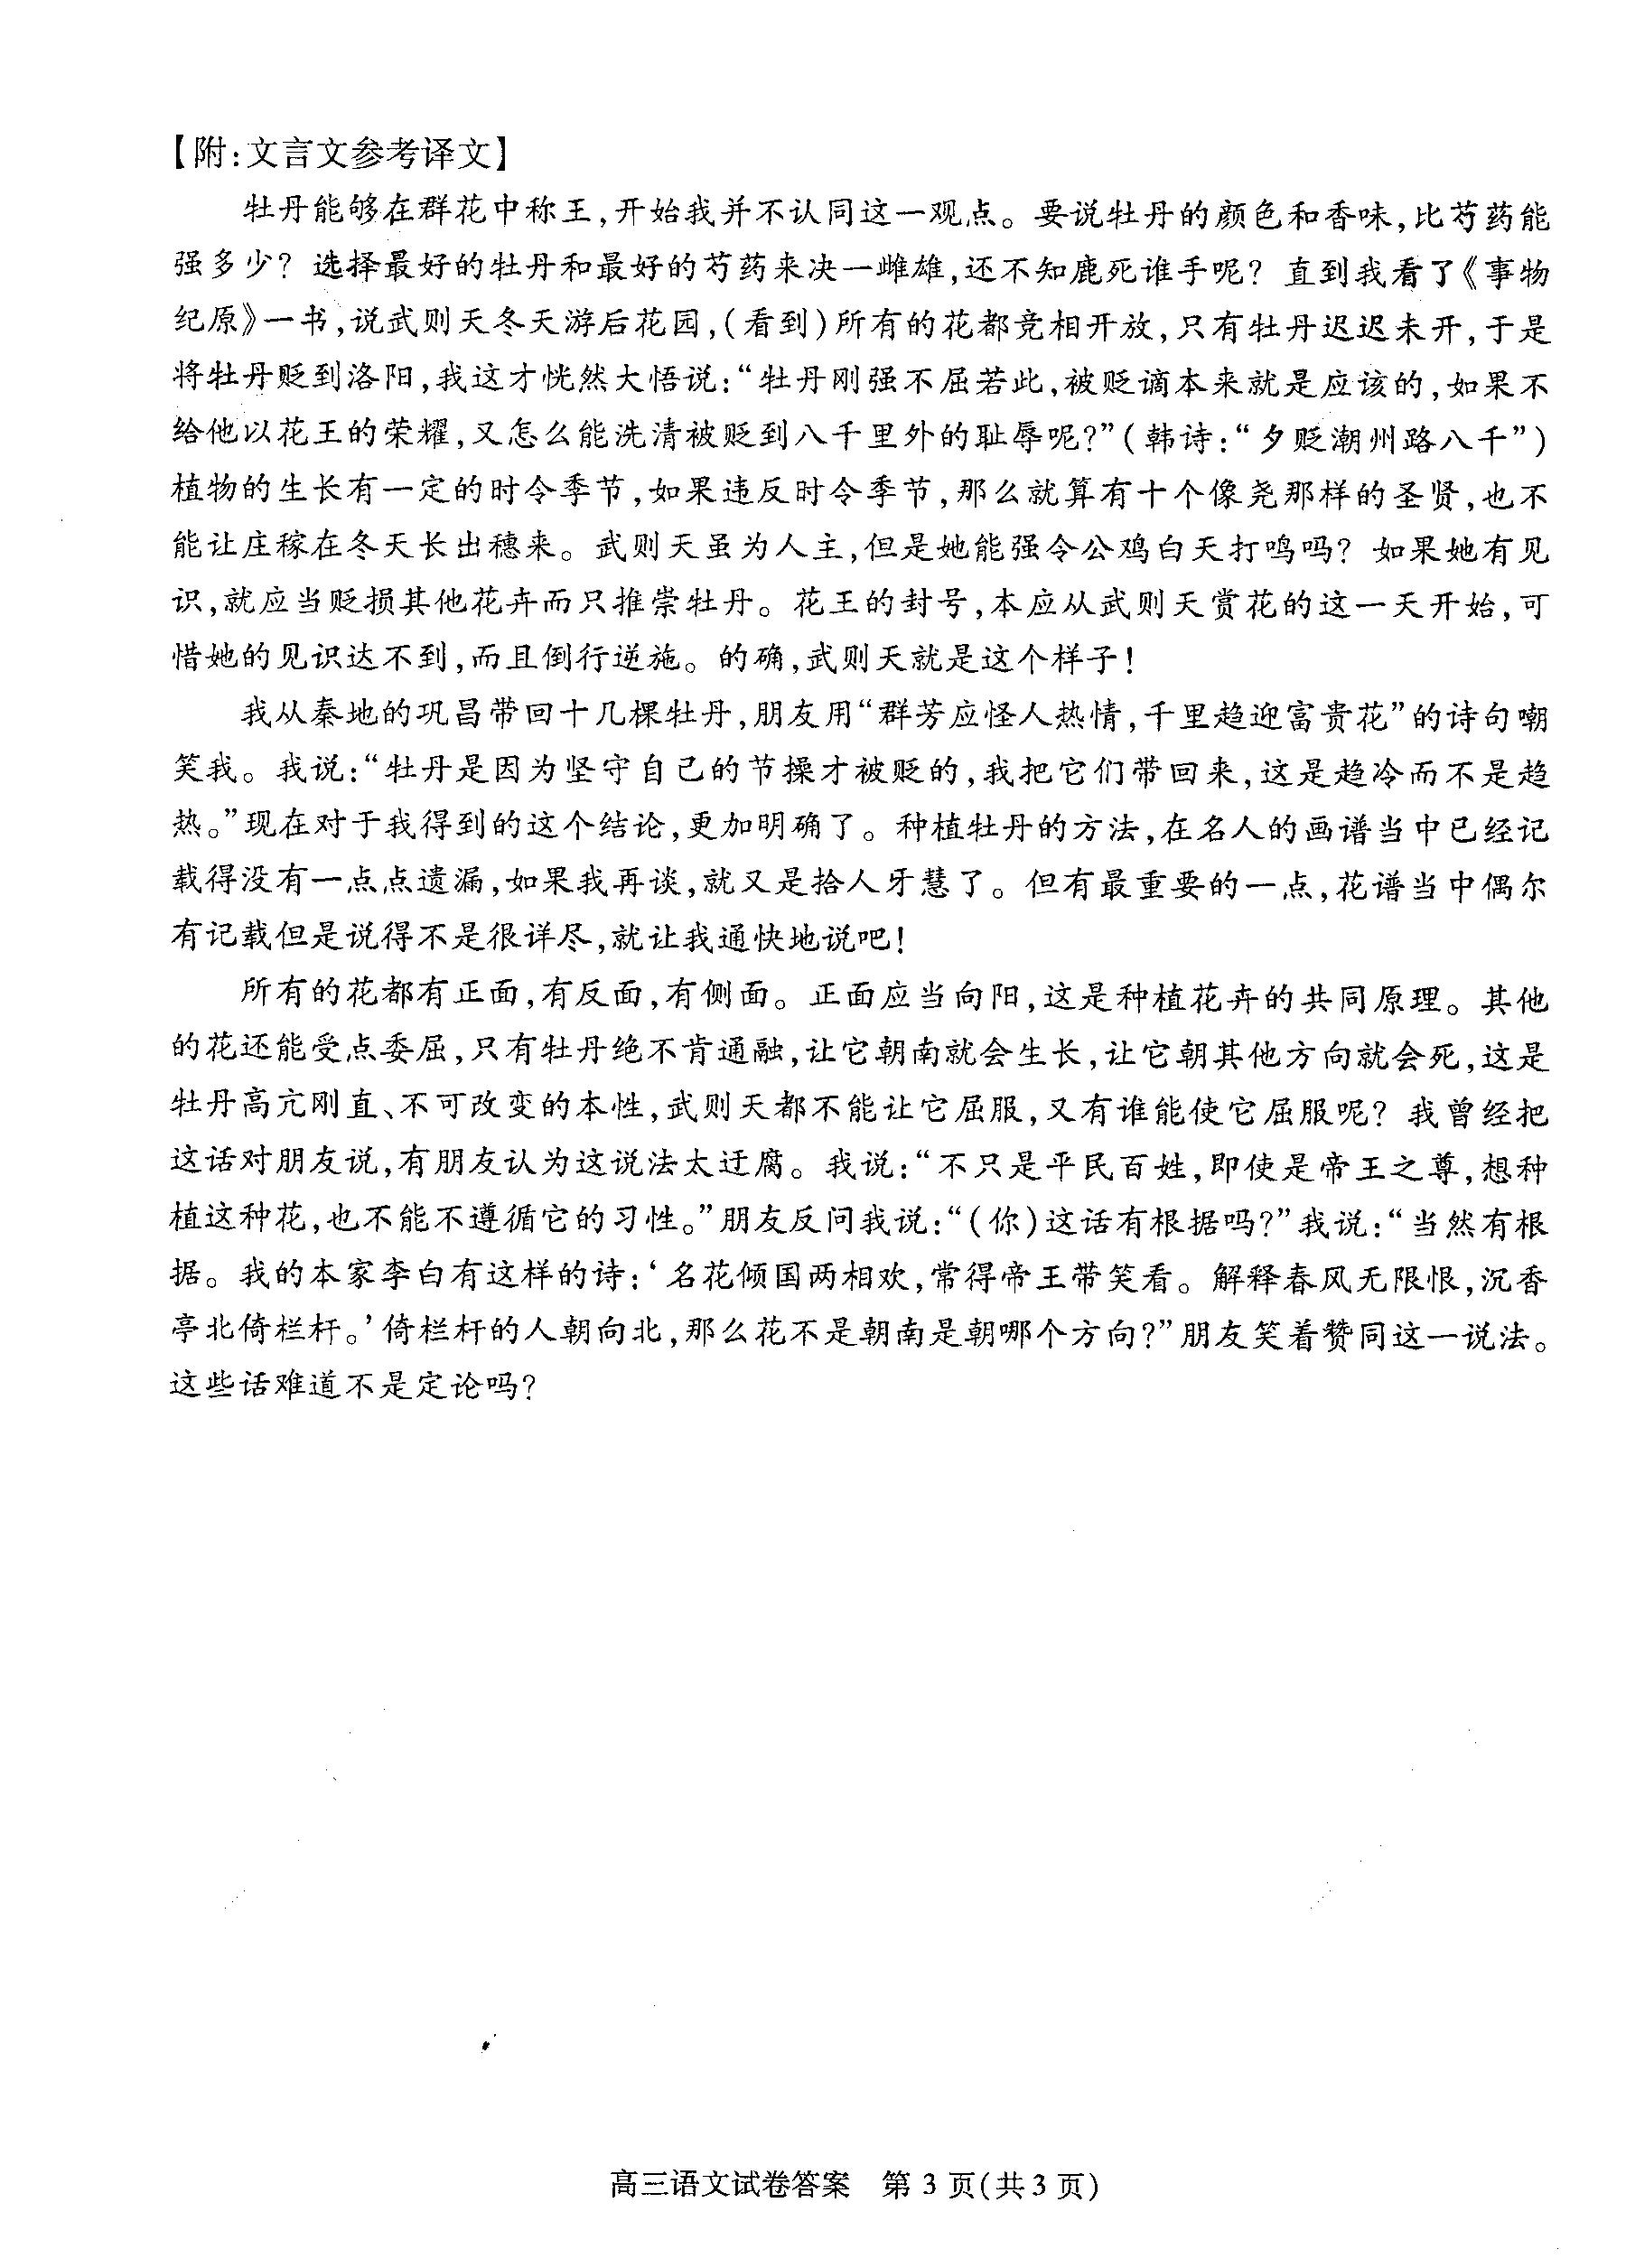 【附:文言文参考译文】
牡丹能够在群花中称王,开始我并不认同这一观点。要说牡丹的颜色和香味,比芍药能
强多少? 选择最好的牡丹和最好的芍药来决一雌雄,还不知鹿死谁手呢? 直到我看了《事物
纪原》一书,说武则天冬天游后花园,(看到)所有的花都竞相开放,只有牡丹迟迟未开,于是
将牡丹贬到洛阳,我这才恍然大悟说:“牡丹刚强不屈若此,被贬谪本来就是应该的,如果不
给他以花王的荣耀,又怎么能洗清被贬到八千里外的耻辱呢?”(韩诗:“夕贬潮州路八千”)
植物的生长有一定的时令季节,如果违反时令季节,那么就算有十个像尧那样的圣贤,也不
能让庄稼在冬天长出穗来。武则天虽为人主,但是她能强令公鸡白天打鸣吗? 如果她有见
识,就应当贬损其他花卉而只推崇牡丹。花王的封号,本应从武则天赏花的这一天开始,可
惜她的见识达不到,而且倒行逆施。的确,武则天就是这个样子!
我从秦地的巩昌带回十几棵牡丹,朋友用“群芳应怪人热情,千里趋迎富贵花”的诗句嘲
笑我。我说:“牡丹是因为坚守自己的节操才被贬的,我把它们带回来,这是趋冷而不是趋
热。”现在对于我得到的这个结论,更加明确了。种植牡丹的方法,在名人的画谱当中已经记
载得没有一点点遗漏,如果我再谈,就又是拾人牙慧了。但有最重要的一点,花谱当中偶尔
有记载但是说得不是很详尽,就让我通快地说吧!
所有的花都有正面,有反面,有侧面。正面应当向阳,这是种植花卉的共同原理。其他
的花还能受点委屈,只有牡丹绝不肯通融,让它朝南就会生长,让它朝其他方向就会死,这是
牡丹高亢刚直、不可改变的本性,武则天都不能让它屈服,又有谁能使它屈服呢? 我曾经把
这话对朋友说,有朋友认为这说法太迂腐。我说:“不只是平民百姓,即使是帝王之尊,想种
植这种花,也不能不遵循它的习性。”朋友反问我说:“(你)这话有根据吗?”我说:“当然有根
据。我的本家李白有这样的诗:‘名花倾国两相欢,常得帝王带笑看。解释春风无限恨,沉香
亭北倚栏杆。’倚栏杆的人朝向北,那么花不是朝南是朝哪个方向?”朋友笑着赞同这一说法。
这些话难道不是定论吗?
高三语文试卷答案 第 3 页(共 3 页)